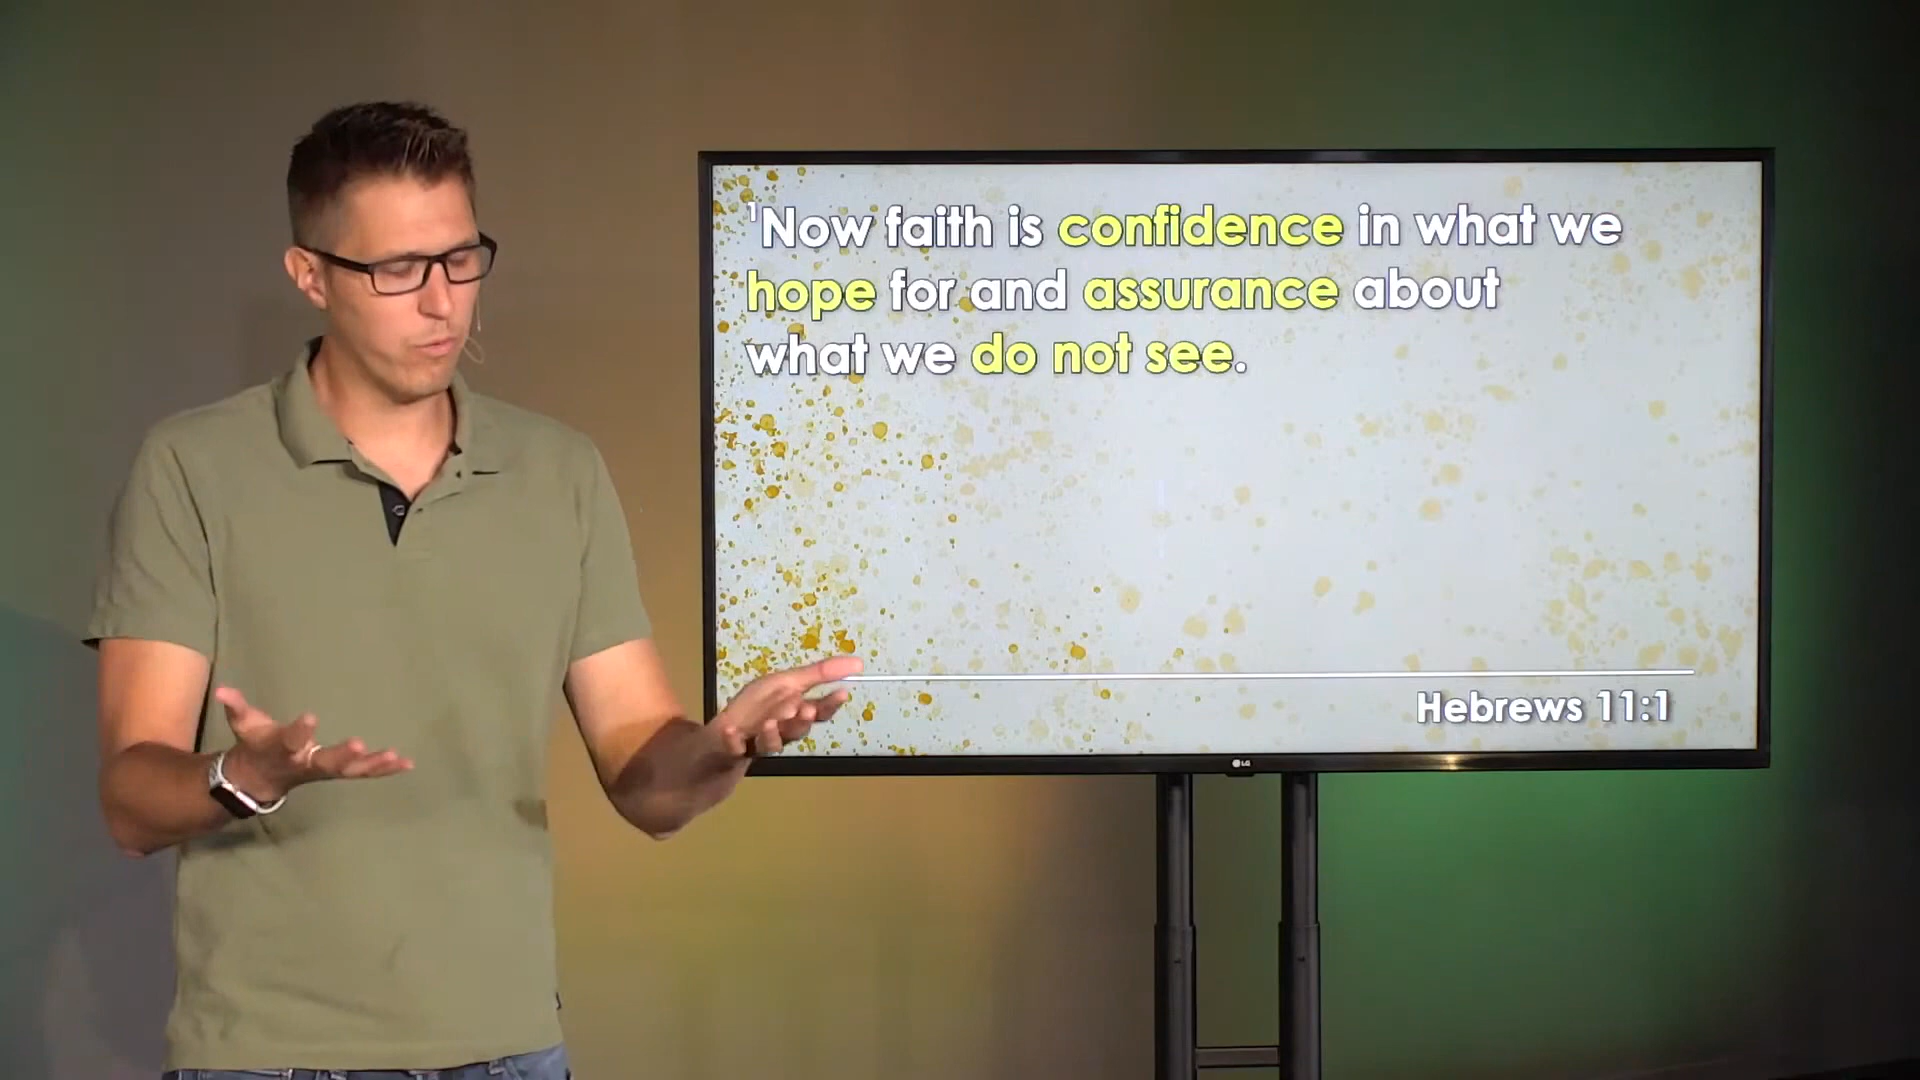 ¹Now faith is confidence in what we
hope for and assurance about
what we do not see.
Hebrews 11:1
LG